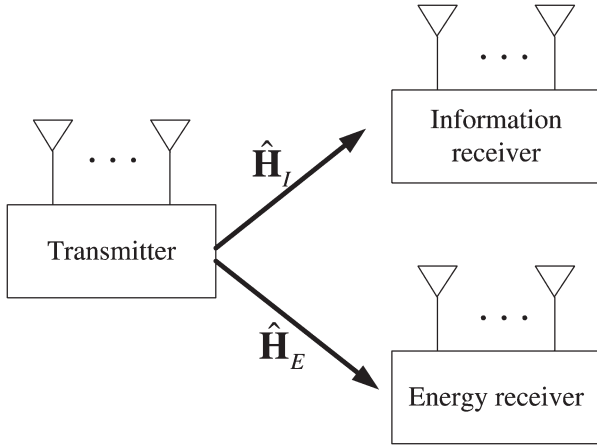 Information
receiver
. . .
. . .
Ĥ_I
Transmitter
Ĥ_E
. . .
Energy receiver